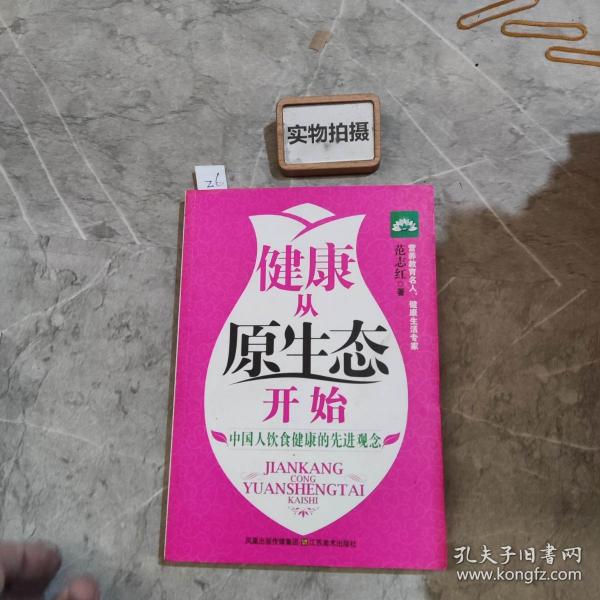 实物拍摄
z6
健康
从
原生态
开始
中国人饮食健康的先进观念
JIANKANG
CONG
YUANSHENGTAI
KAISHI
营养教育名人、健康生活专家
范志红 著
凤凰出版传媒集团 江苏美术出版社
孔夫子旧书网
www.kongfz.com